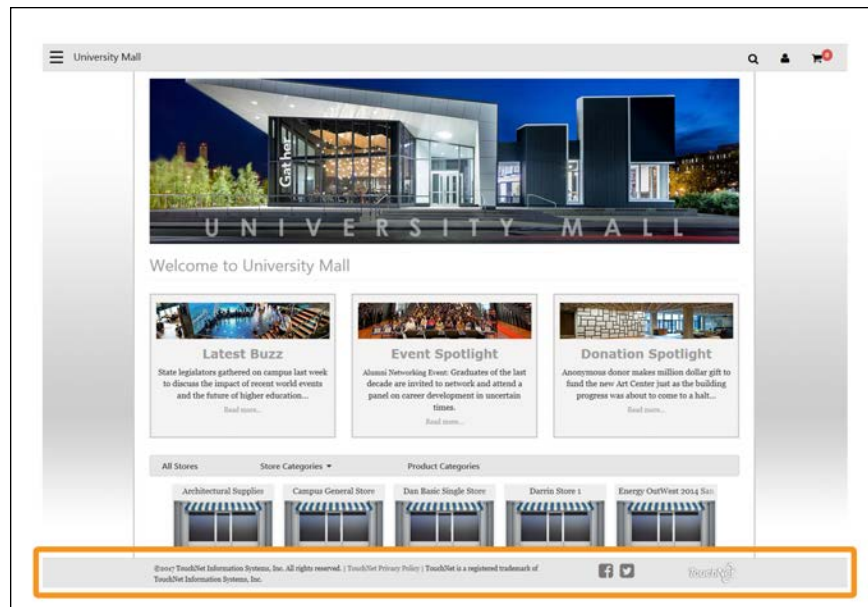 University Mall
0
Gather
UNIVERSITY MALL
Welcome to University Mall
Latest Buzz
State legislators gathered on campus last week
to discuss the impact of recent world events
and the future of higher education...
Read more...
Event Spotlight
Alumni Networking Event: Graduates of the last
decade are invited to network and attend a
panel on career development in uncertain
times.
Read more...
Donation Spotlight
Anonymous donor makes million dollar gift to
fund the new Art Center just as the building
progress was about to come to a halt...
Read more...
All Stores
Store Categories
Product Categories
Architectural Supplies
Campus General Store
Dan Basic Single Store
Darrin Store 1
Energy OutWest 2014 San
©2017 TouchNet Information Systems, Inc. All rights reserved. | TouchNet Privacy Policy | TouchNet is a registered trademark of
TouchNet Information Systems, Inc.
TouchNet